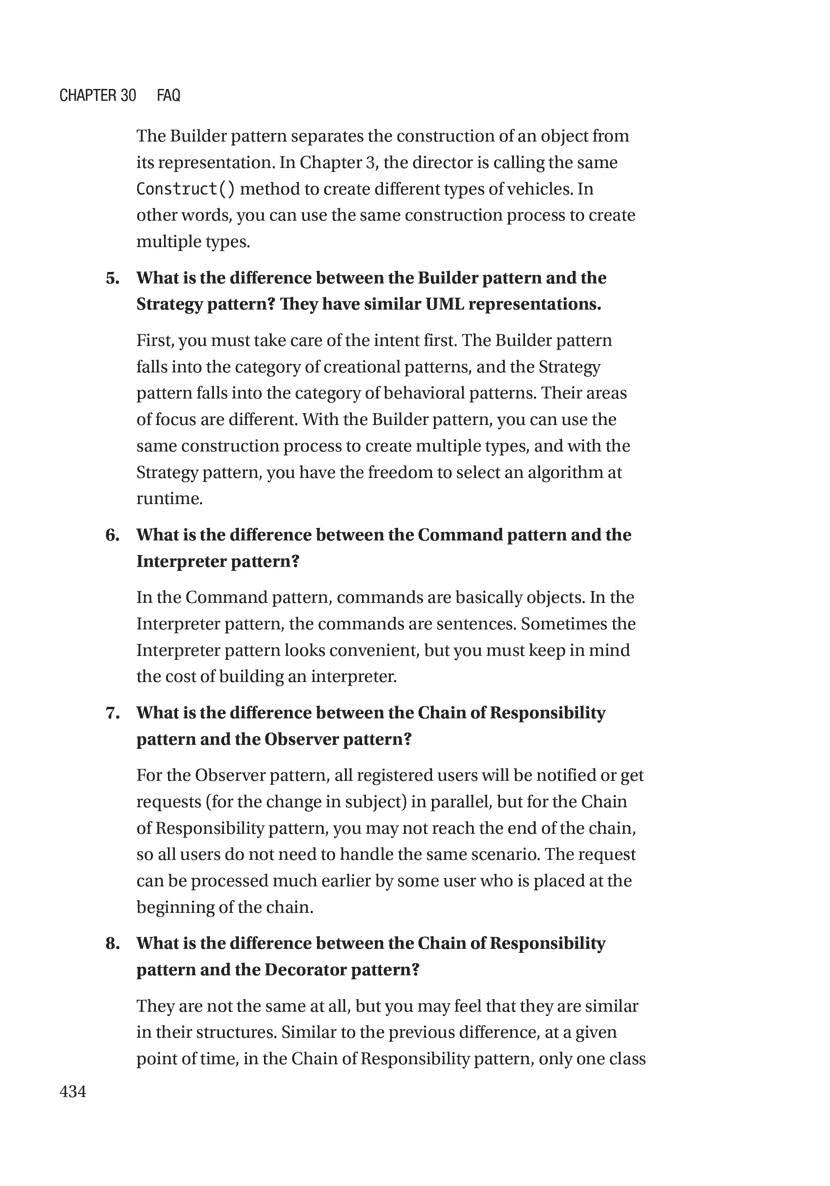 CHAPTER 30 FAQ
The Builder pattern separates the construction of an object from
its representation. In Chapter 3, the director is calling the same
Construct() method to create different types of vehicles. In
other words, you can use the same construction process to create
multiple types.
5. What is the difference between the Builder pattern and the
Strategy pattern? They have similar UML representations.
First, you must take care of the intent first. The Builder pattern
falls into the category of creational patterns, and the Strategy
pattern falls into the category of behavioral patterns. Their areas
of focus are different. With the Builder pattern, you can use the
same construction process to create multiple types, and with the
Strategy pattern, you have the freedom to select an algorithm at
runtime.
6. What is the difference between the Command pattern and the
Interpreter pattern?
In the Command pattern, commands are basically objects. In the
Interpreter pattern, the commands are sentences. Sometimes the
Interpreter pattern looks convenient, but you must keep in mind
the cost of building an interpreter.
7. What is the difference between the Chain of Responsibility
pattern and the Observer pattern?
For the Observer pattern, all registered users will be notified or get
requests (for the change in subject) in parallel, but for the Chain
of Responsibility pattern, you may not reach the end of the chain,
so all users do not need to handle the same scenario. The request
can be processed much earlier by some user who is placed at the
beginning of the chain.
8. What is the difference between the Chain of Responsibility
pattern and the Decorator pattern?
They are not the same at all, but you may feel that they are similar
in their structures. Similar to the previous difference, at a given
point of time, in the Chain of Responsibility pattern, only one class
434